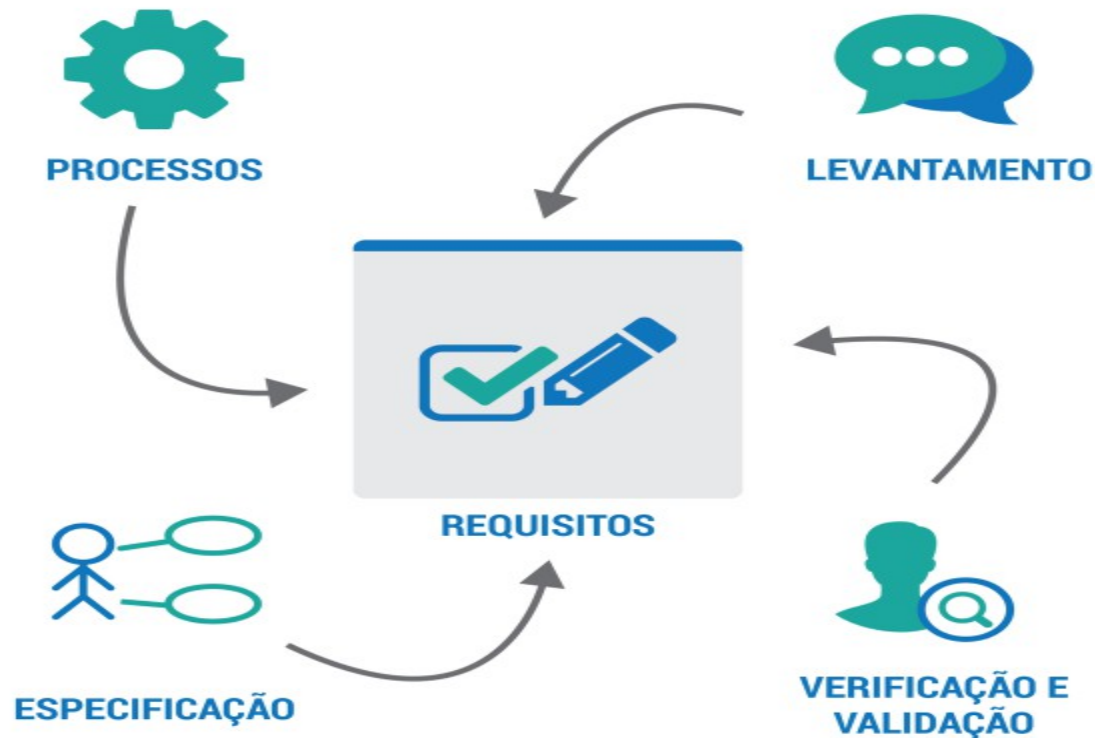 PROCESSOS
LEVANTAMENTO
REQUISITOS
ESPECIFICAÇÃO
VERIFICAÇÃO E
VALIDAÇÃO